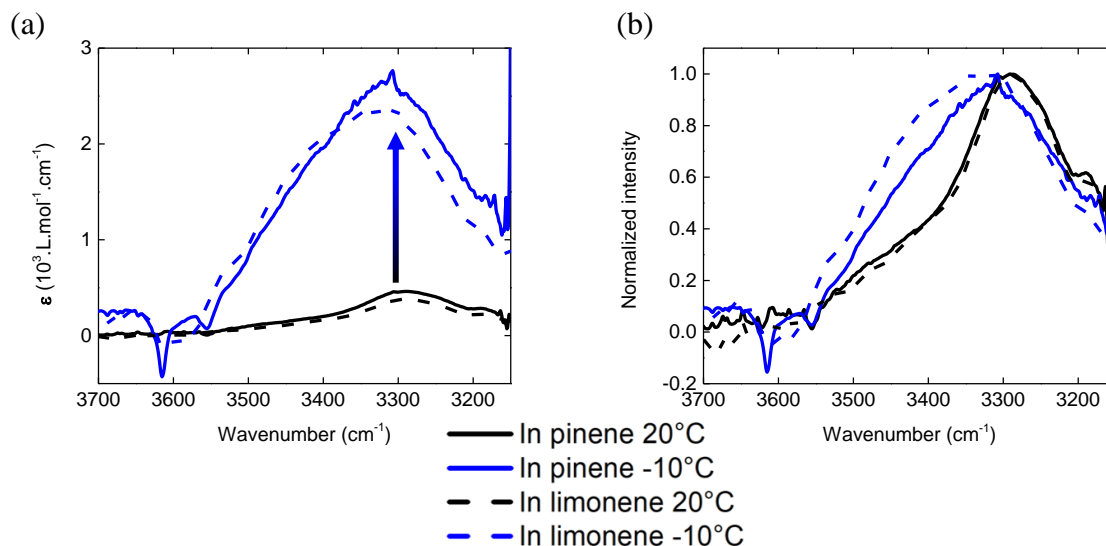 (a)
(b)
3
2
1
0
ε (10³.L.mol⁻¹.cm⁻¹)
3700 3600 3500 3400 3300 3200
Wavenumber (cm⁻¹)
1.0
0.8
0.6
0.4
0.2
0.0
-0.2
Normalized intensity
3700 3600 3500 3400 3300 3200
Wavenumber (cm⁻¹)
In pinene 20°C
In pinene -10°C
In limonene 20°C
In limonene -10°C